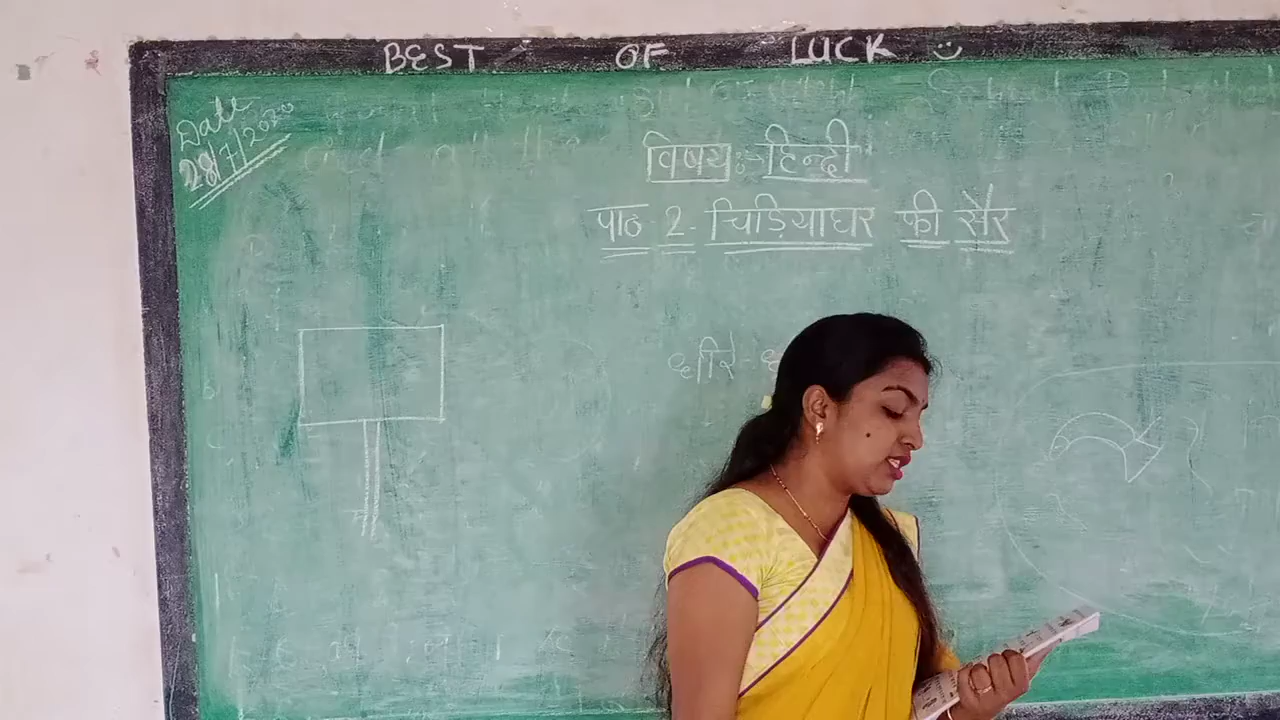 BEST OF LUCK
Date
28/7/2020
विषय :- हिन्दी
पाठ - 2 - चिड़ियाघर की सैर